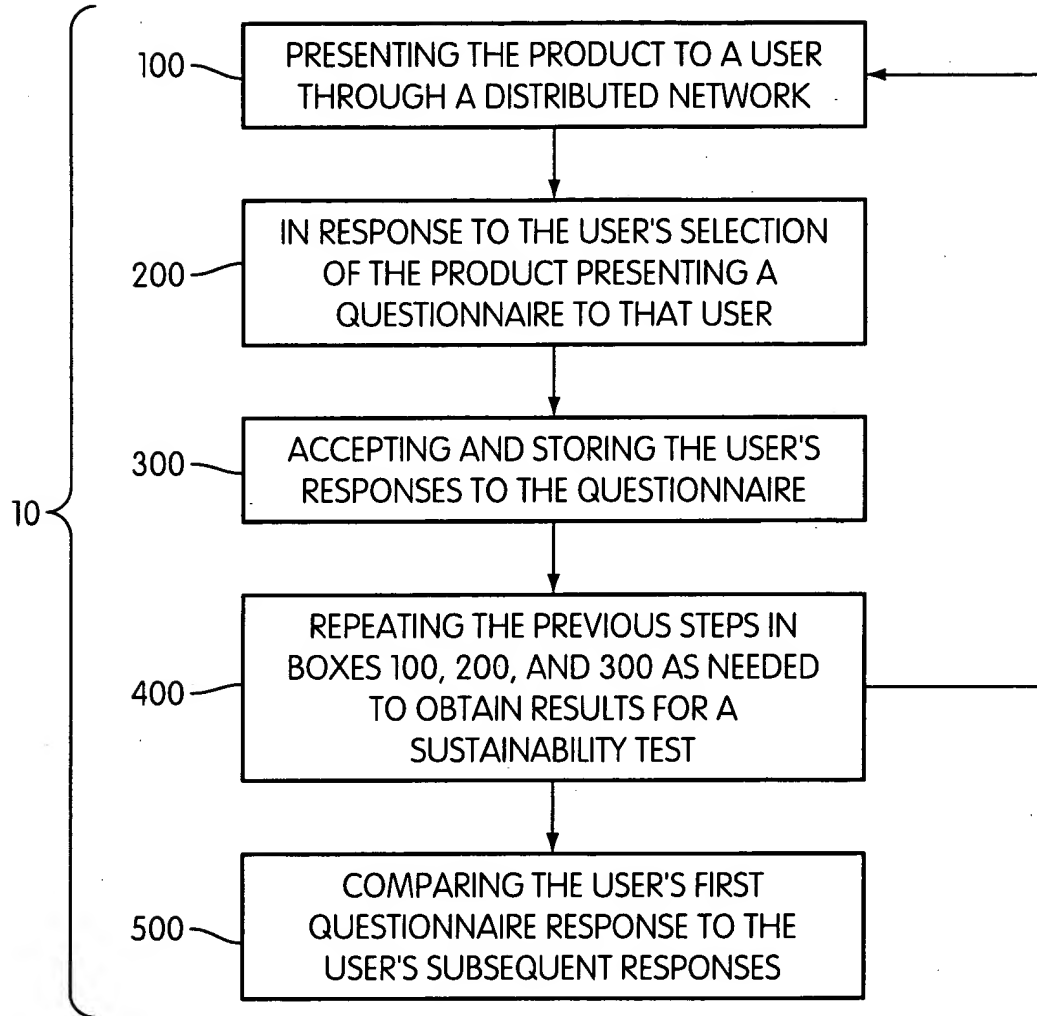 10
100
PRESENTING THE PRODUCT TO A USER
THROUGH A DISTRIBUTED NETWORK
200
IN RESPONSE TO THE USER'S SELECTION
OF THE PRODUCT PRESENTING A
QUESTIONNAIRE TO THAT USER
300
ACCEPTING AND STORING THE USER'S
RESPONSES TO THE QUESTIONNAIRE
400
REPEATING THE PREVIOUS STEPS IN
BOXES 100, 200, AND 300 AS NEEDED
TO OBTAIN RESULTS FOR A
SUSTAINABILITY TEST
500
COMPARING THE USER'S FIRST
QUESTIONNAIRE RESPONSE TO THE
USER'S SUBSEQUENT RESPONSES